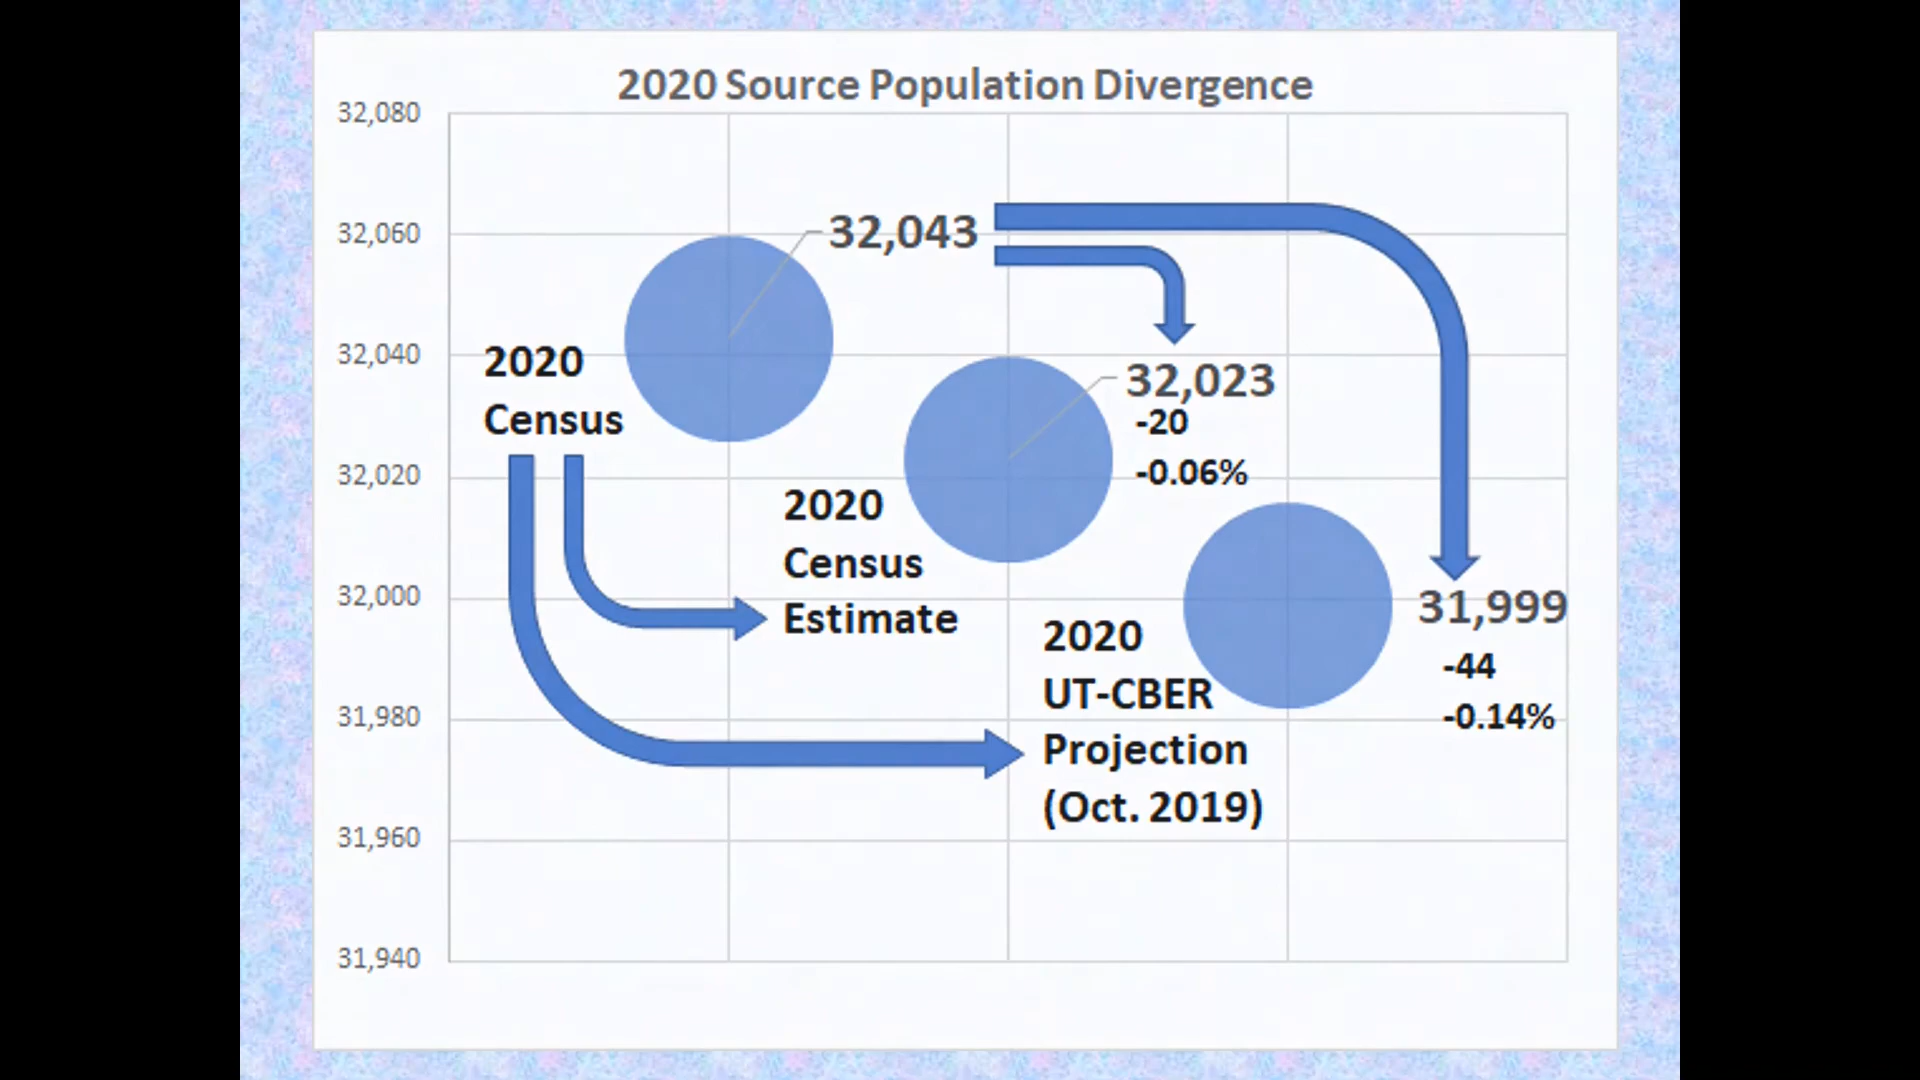 2020 Source Population Divergence
32,080
32,060
32,040
32,020
32,000
31,980
31,960
31,940
32,043
2020
Census
32,023
-20
-0.06%
2020
Census
Estimate
31,999
-44
-0.14%
2020
UT-CBER
Projection
(Oct. 2019)